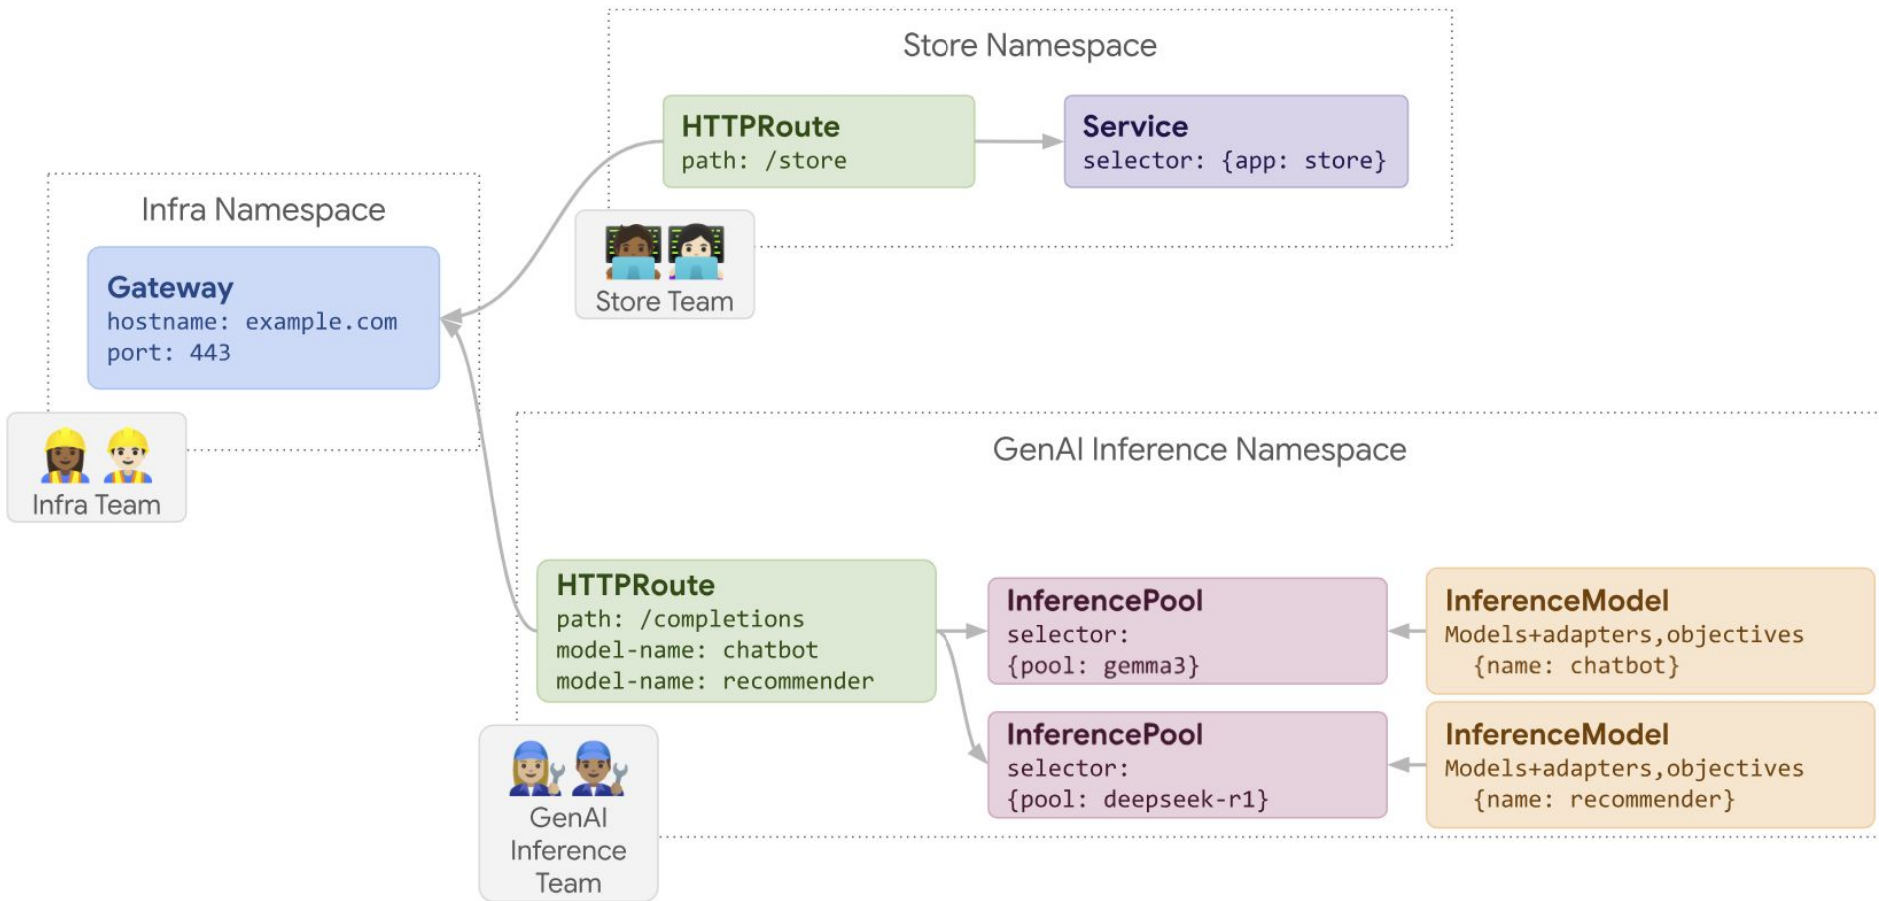 Store Namespace
HTTPRoute
path: /store
Service
selector: {app: store}
Store Team
Infra Namespace
Gateway
hostname: example.com
port: 443
Infra Team
GenAI Inference Namespace
HTTPRoute
path: /completions
model-name: chatbot
model-name: recommender
InferencePool
selector:
{pool: gemma3}
InferenceModel
Models+adapters,objectives
{name: chatbot}
InferencePool
selector:
{pool: deepseek-r1}
InferenceModel
Models+adapters,objectives
{name: recommender}
GenAI
Inference
Team